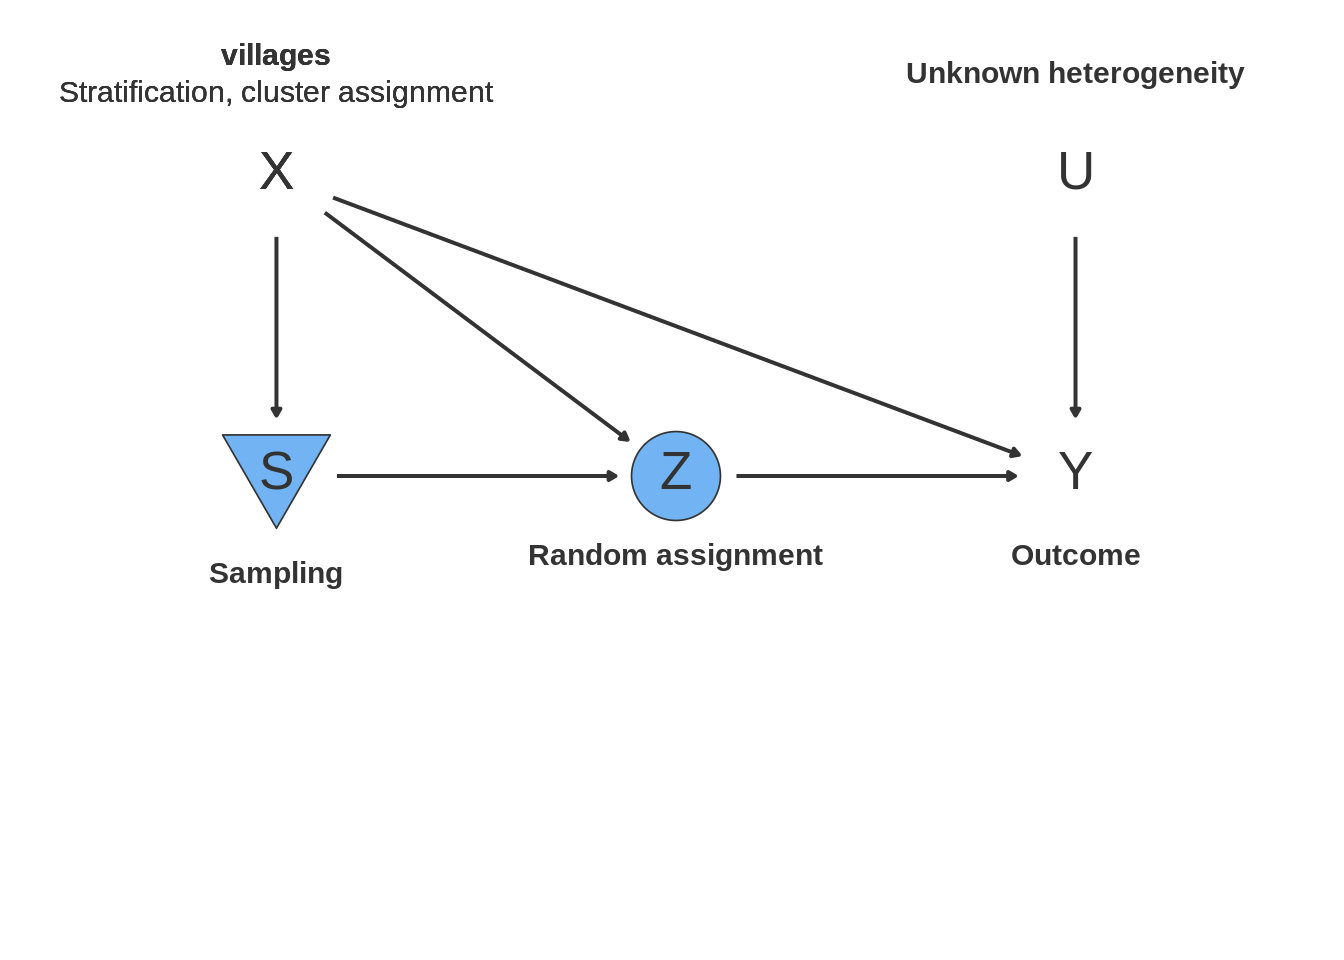 villages
Stratification, cluster assignment
Unknown heterogeneity
X
U
S
Z
Y
Sampling
Random assignment
Outcome